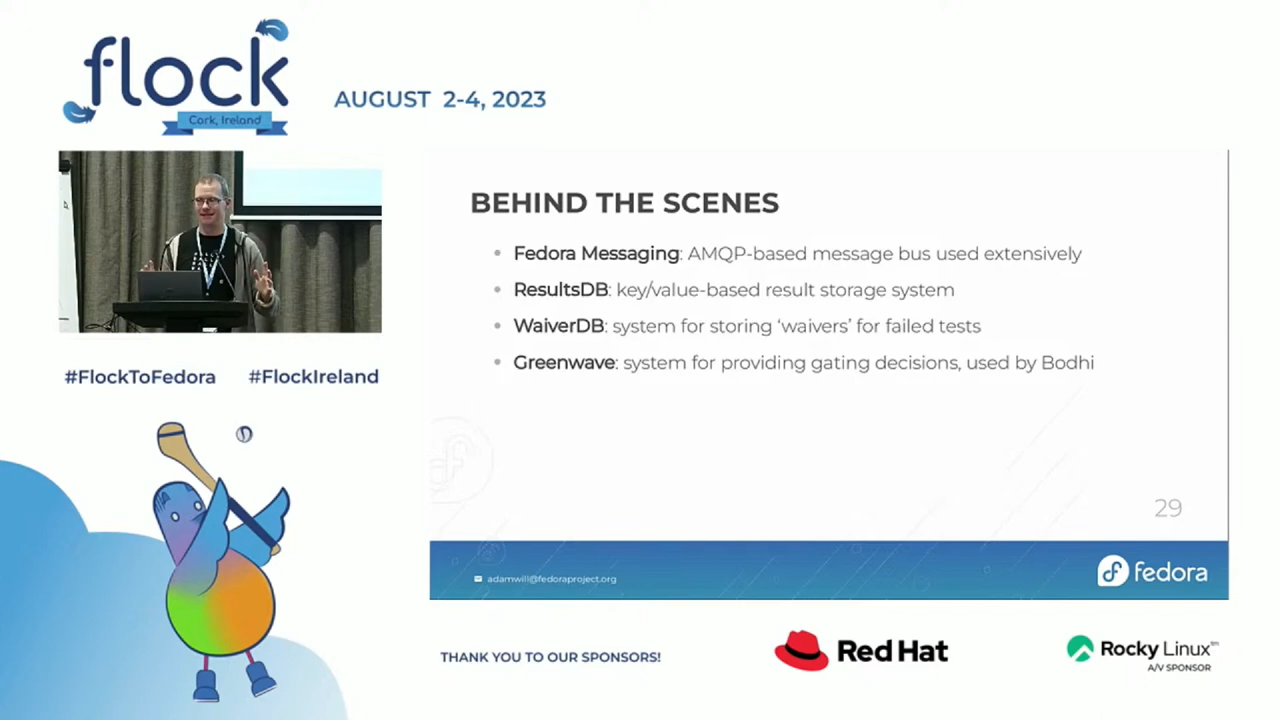 flock
Cork, Ireland
AUGUST 2-4, 2023
BEHIND THE SCENES
Fedora Messaging: AMQP-based message bus used extensively
ResultsDB: key/value-based result storage system
WaiverDB: system for storing ‘waivers’ for failed tests
Greenwave: system for providing gating decisions, used by Bodhi
29
adamwill@fedoraproject.org
fedora
#FlockToFedora #FlockIreland
THANK YOU TO OUR SPONSORS!
Red Hat
Rocky Linux™
A/V SPONSOR